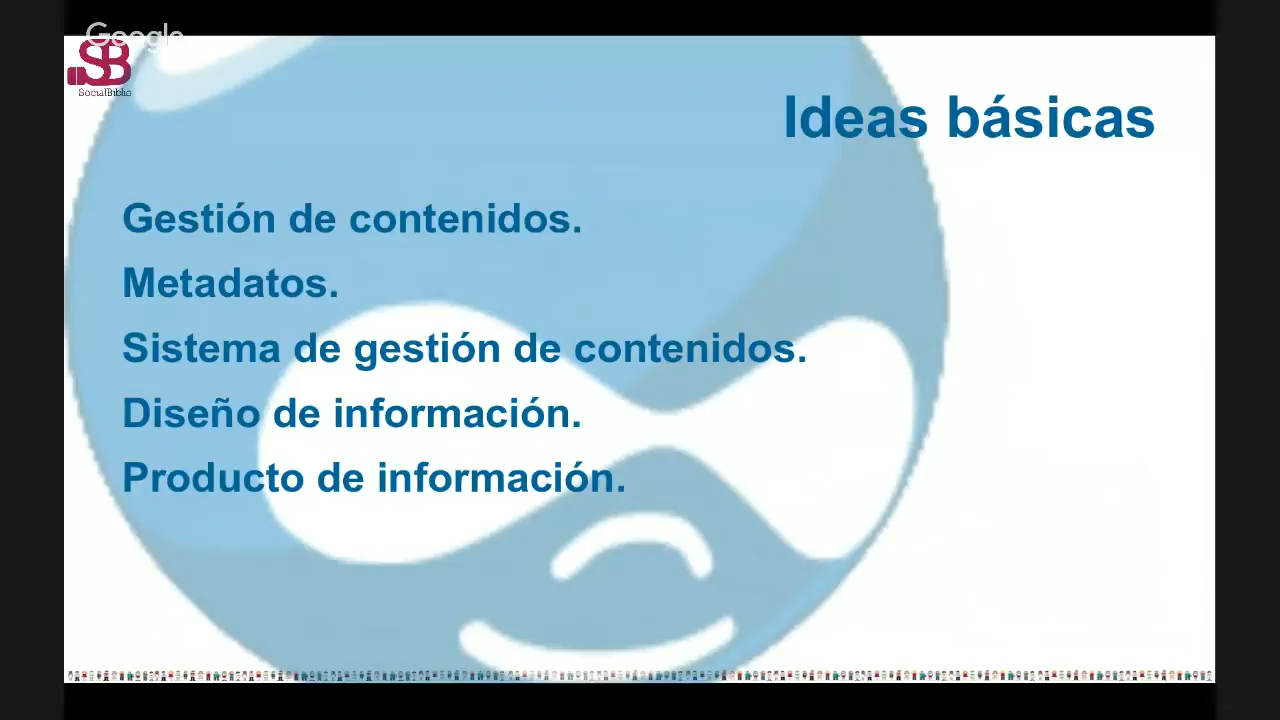 Google
SB
SocialBiblio
Ideas básicas
Gestión de contenidos.
Metadatos.
Sistema de gestión de contenidos.
Diseño de información.
Producto de información.